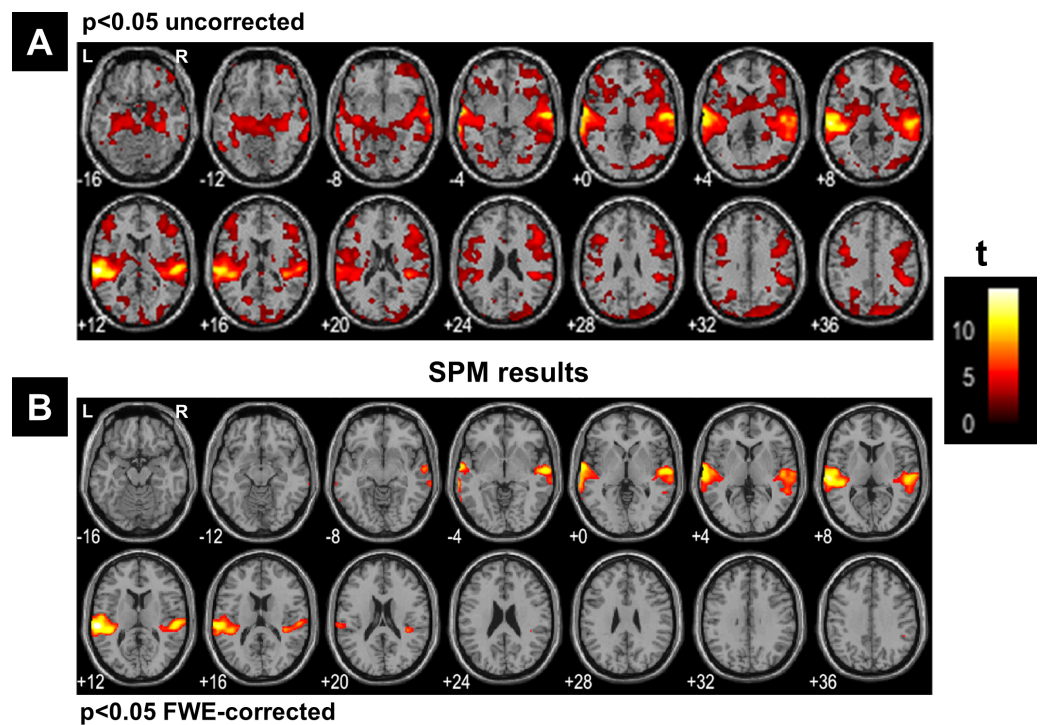 A
p<0.05 uncorrected
L R
-16 -12 -8 -4 +0 +4 +8
+12 +16 +20 +24 +28 +32 +36
t
10
5
0
SPM results
B
L R
-16 -12 -8 -4 +0 +4 +8
+12 +16 +20 +24 +28 +32 +36
p<0.05 FWE-corrected